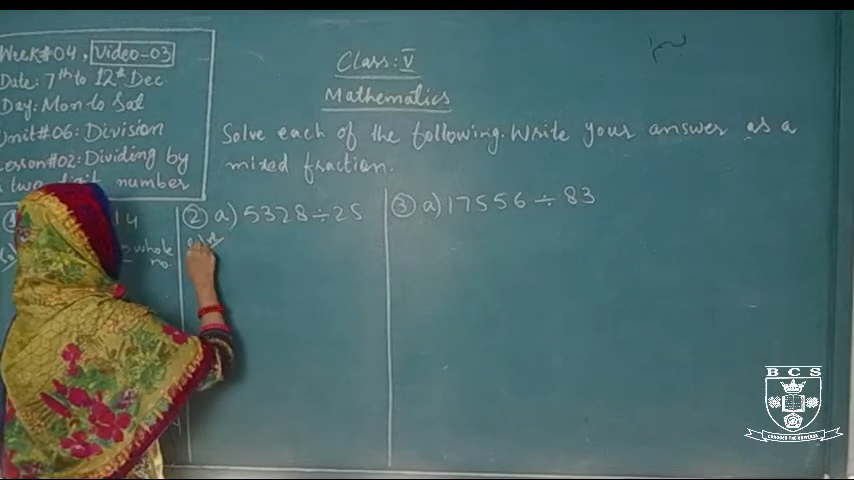 Week#04, Video-03
Date: 7th to 12th Dec
Day: Mon to Sat
Unit#06: Division
Lesson#02: Dividing by
two digit number
Class: V
Mathematics
Solve each of the following. Write your answer as a
mixed fraction.
14
whole
no.
② a) 5328÷25
③ a) 17556÷83
BCS